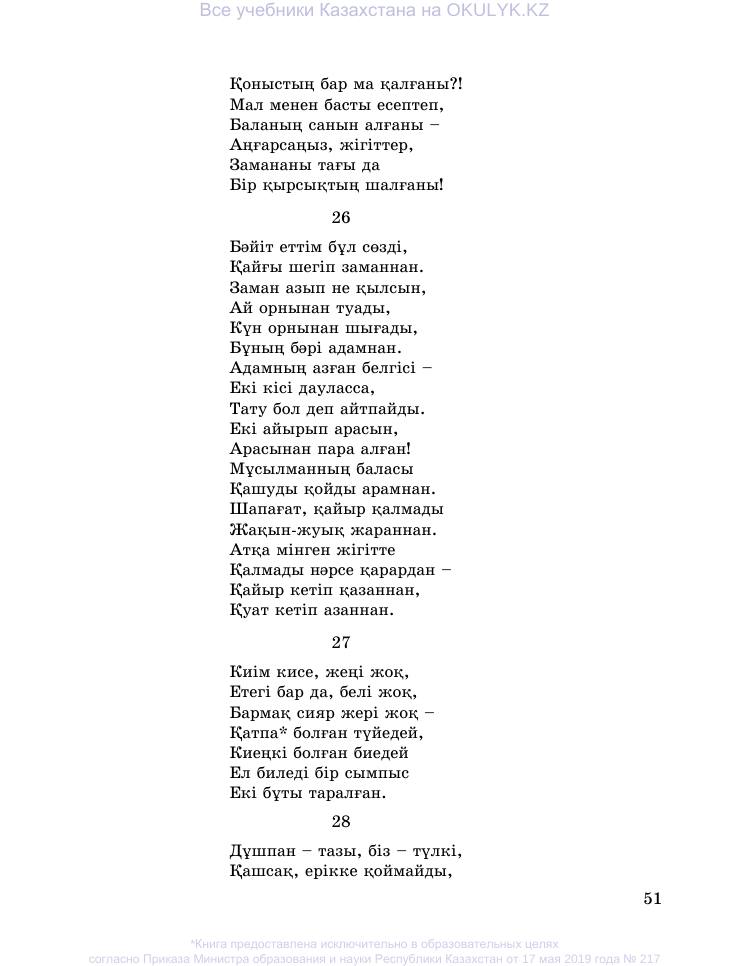 Все учебники Казахстана на OKULYK.KZ
Қоныстың бар ма қалғаны?!
Мал менен басты есептеп,
Баланың санын алғаны –
Аңғарсаңыз, жігіттер,
Замананы тағы да
Бір қырсықтың шалғаны!
26
Бәйіт еттім бұл сөзді,
Қайғы шегіп заманнан.
Заман азып не қылсын,
Ай орнынан туады,
Күн орнынан шығады,
Бұның бәрі адамнан.
Адамның азған белгісі –
Екі кісі дауласса,
Тату бол деп айтпайды.
Екі айырып арасын,
Арасынан пара алған!
Мұсылманның баласы
Қашуды қойды арамнан.
Шапағат, қайыр қалмады
Жақын-жуық жараннан.
Атқа мінген жігітте
Қалмады нәрсе қарардан –
Қайыр кетіп қазаннан,
Қуат кетіп азаннан.
27
Киім кисе, жеңі жоқ,
Етегі бар да, белі жоқ,
Бармақ сияр жері жоқ –
Қатпа* болған түйедей,
Киеңкі болған биедей
Ел биледі бір сымпыс
Екі бұты таралған.
28
Дұшпан – тазы, біз – түлкі,
Қашсақ, ерікке қоймайды,
51
*Книга предоставлена исключительно в образовательных целях
согласно Приказа Министра образования и науки Республики Казахстан от 17 мая 2019 года № 217